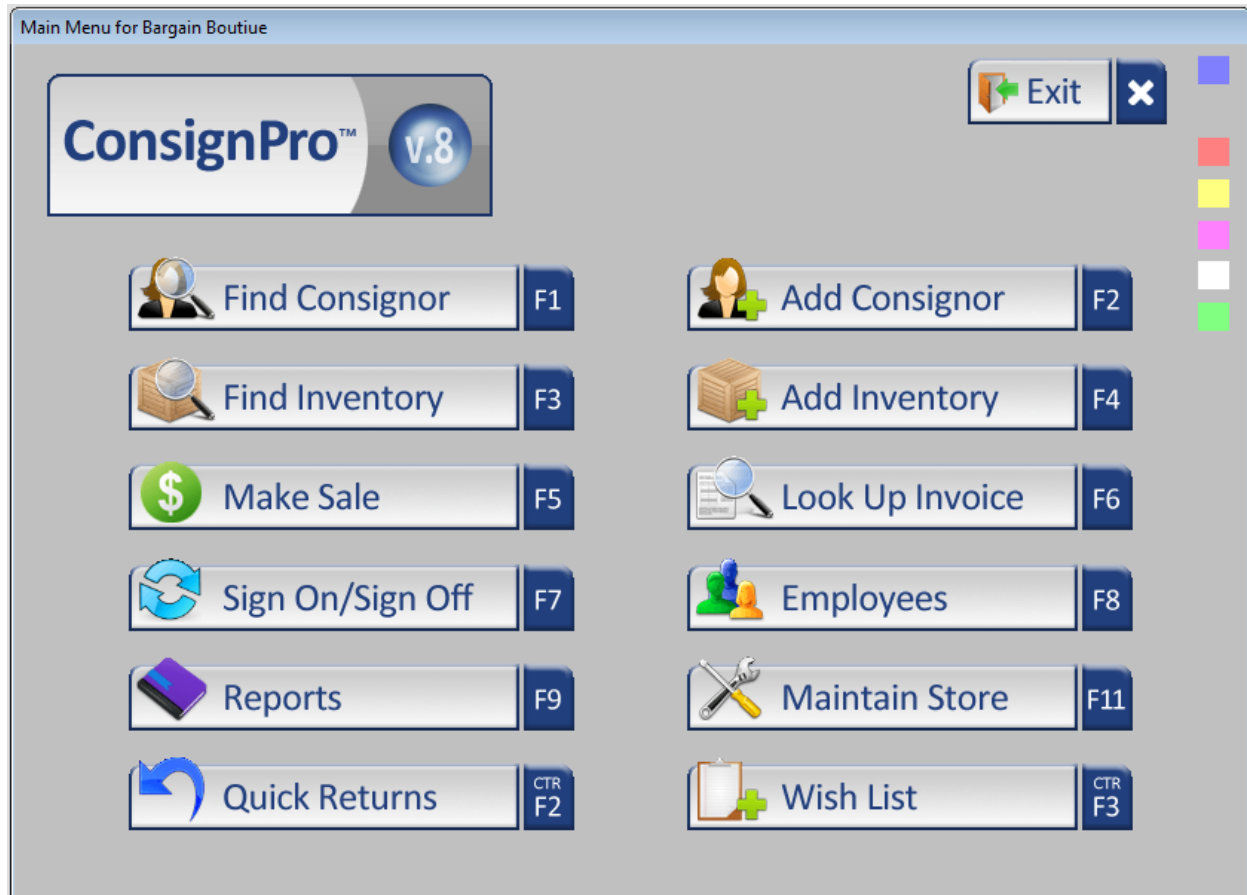 Main Menu for Bargain Boutiue
ConsignPro™ v.8
Exit
Find Consignor F1
Add Consignor F2
Find Inventory F3
Add Inventory F4
Make Sale F5
Look Up Invoice F6
Sign On/Sign Off F7
Employees F8
Reports F9
Maintain Store F11
Quick Returns CTR F2
Wish List CTR F3